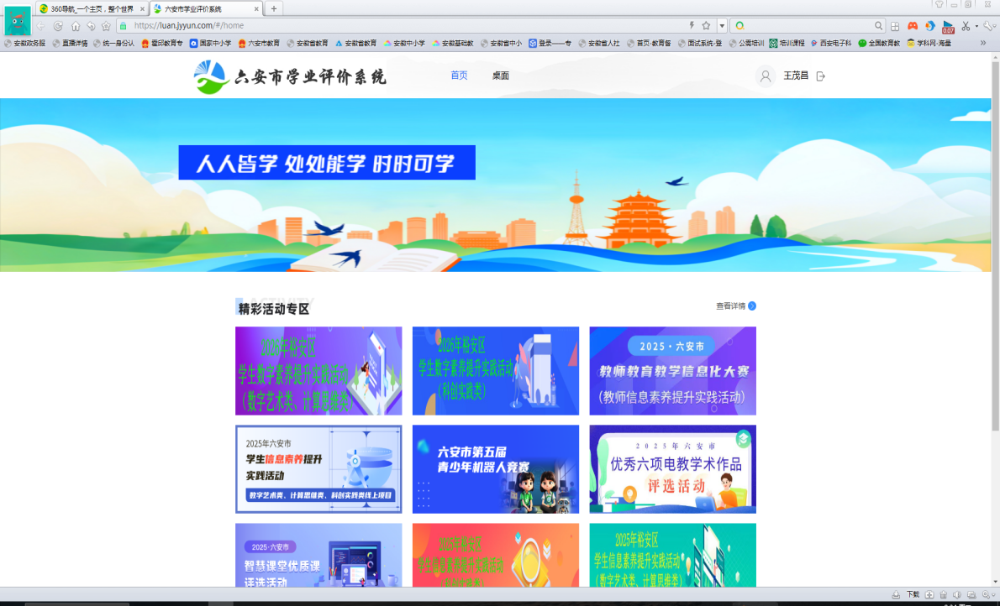 360导航_一个主页，整个世界
六安市学业评价系统
https://luan.jyyun.com/#/home
安徽政务服
直播详情
统一身份认
霍邱教育专
国家中小学
六安市教育
安徽省教育
安徽省教育
安徽中小学
安徽基础教
安徽省中小
登录——专
安徽省人社
首页-教育督
面试系统-登
公需培训
培训课程
西安电子科
全国教育教
学科网-海量
0.07
六安市学业评价系统
首页
桌面
王茂昌
人人皆学 处处能学 时时可学
ACTIVITY
精彩活动专区
查看详情
2026年裕安区
学生数字素养提升实践活动
（数字艺术类、计算思维类）
2026年裕安区
学生数字素养提升实践活动
（科创实践类）
2025·六安市
教师教育教学信息化大赛
(教师信息素养提升实践活动)
2025年六安市
学生信息素养提升
实践活动
数字艺术类、计算思维类、科创实践类线上项目
六安市第五届
青少年机器人竞赛
2025年六安市
优秀六项电教学术作品
评选活动
2025·六安市
智慧课堂优质课
评选活动
2025年裕安区
学生信息素养提升实践活动
（科创实践类）
2025年裕安区
学生信息素养提升实践活动
（数字艺术类、计算思维类）
下载